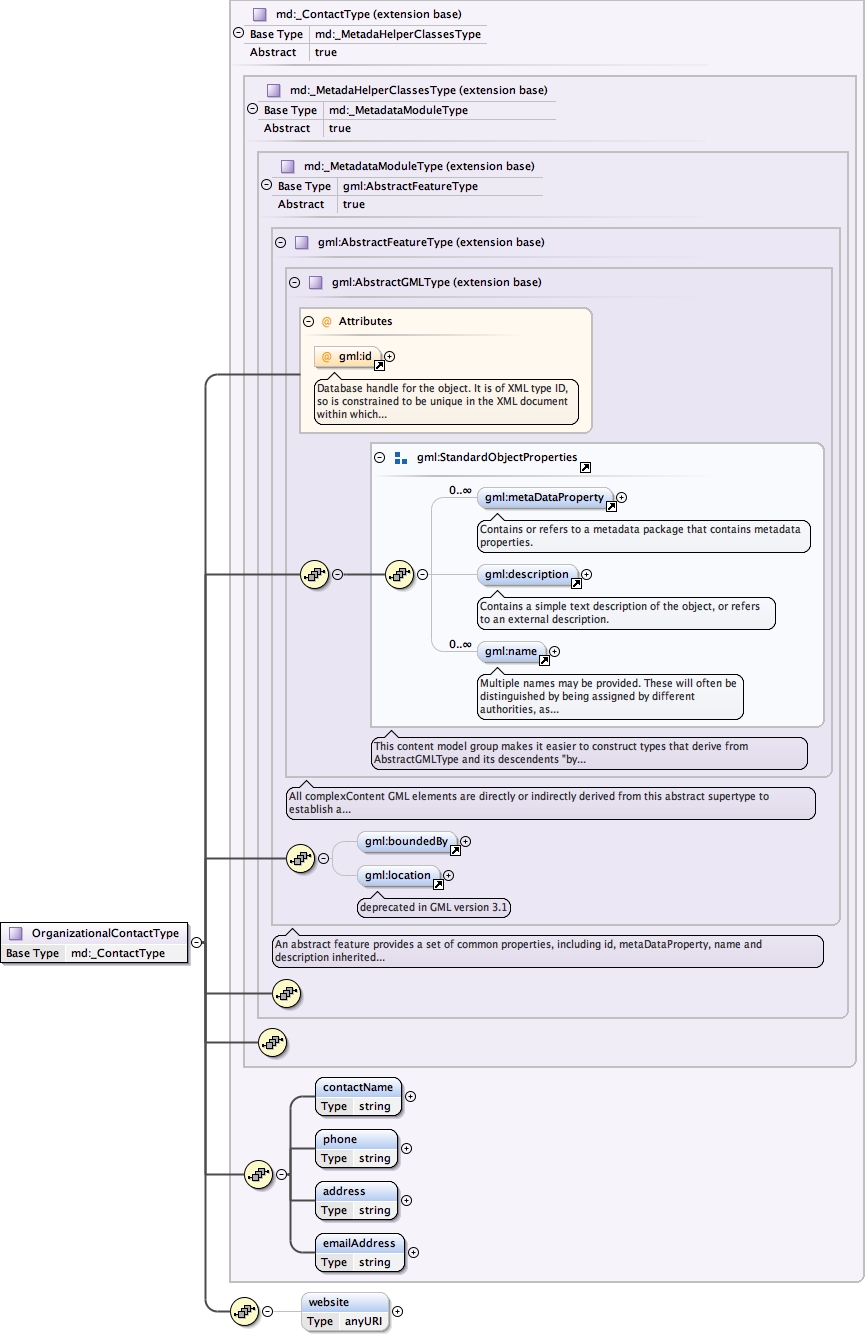 md:_ContactType (extension base)
Base Type md:_MetadaHelperClassesType
Abstract true
md:_MetadaHelperClassesType (extension base)
Base Type md:_MetadataModuleType
Abstract true
md:_MetadataModuleType (extension base)
Base Type gml:AbstractFeatureType
Abstract true
gml:AbstractFeatureType (extension base)
gml:AbstractGMLType (extension base)
@ Attributes
@ gml:id
Database handle for the object. It is of XML type ID,
so is constrained to be unique in the XML document
within which...
gml:StandardObjectProperties
0..∞
gml:metaDataProperty
Contains or refers to a metadata package that contains metadata
properties.
gml:description
Contains a simple text description of the object, or refers
to an external description.
0..∞
gml:name
Multiple names may be provided. These will often be
distinguished by being assigned by different
authorities, as...
This content model group makes it easier to construct types that derive from
AbstractGMLType and its descendents "by...
All complexContent GML elements are directly or indirectly derived from this abstract supertype to
establish a...
gml:boundedBy
gml:location
deprecated in GML version 3.1
OrganizationalContactType
Base Type md:_ContactType
An abstract feature provides a set of common properties, including id, metaDataProperty, name and
description inherited...
contactName
Type string
phone
Type string
address
Type string
emailAddress
Type string
website
Type anyURI